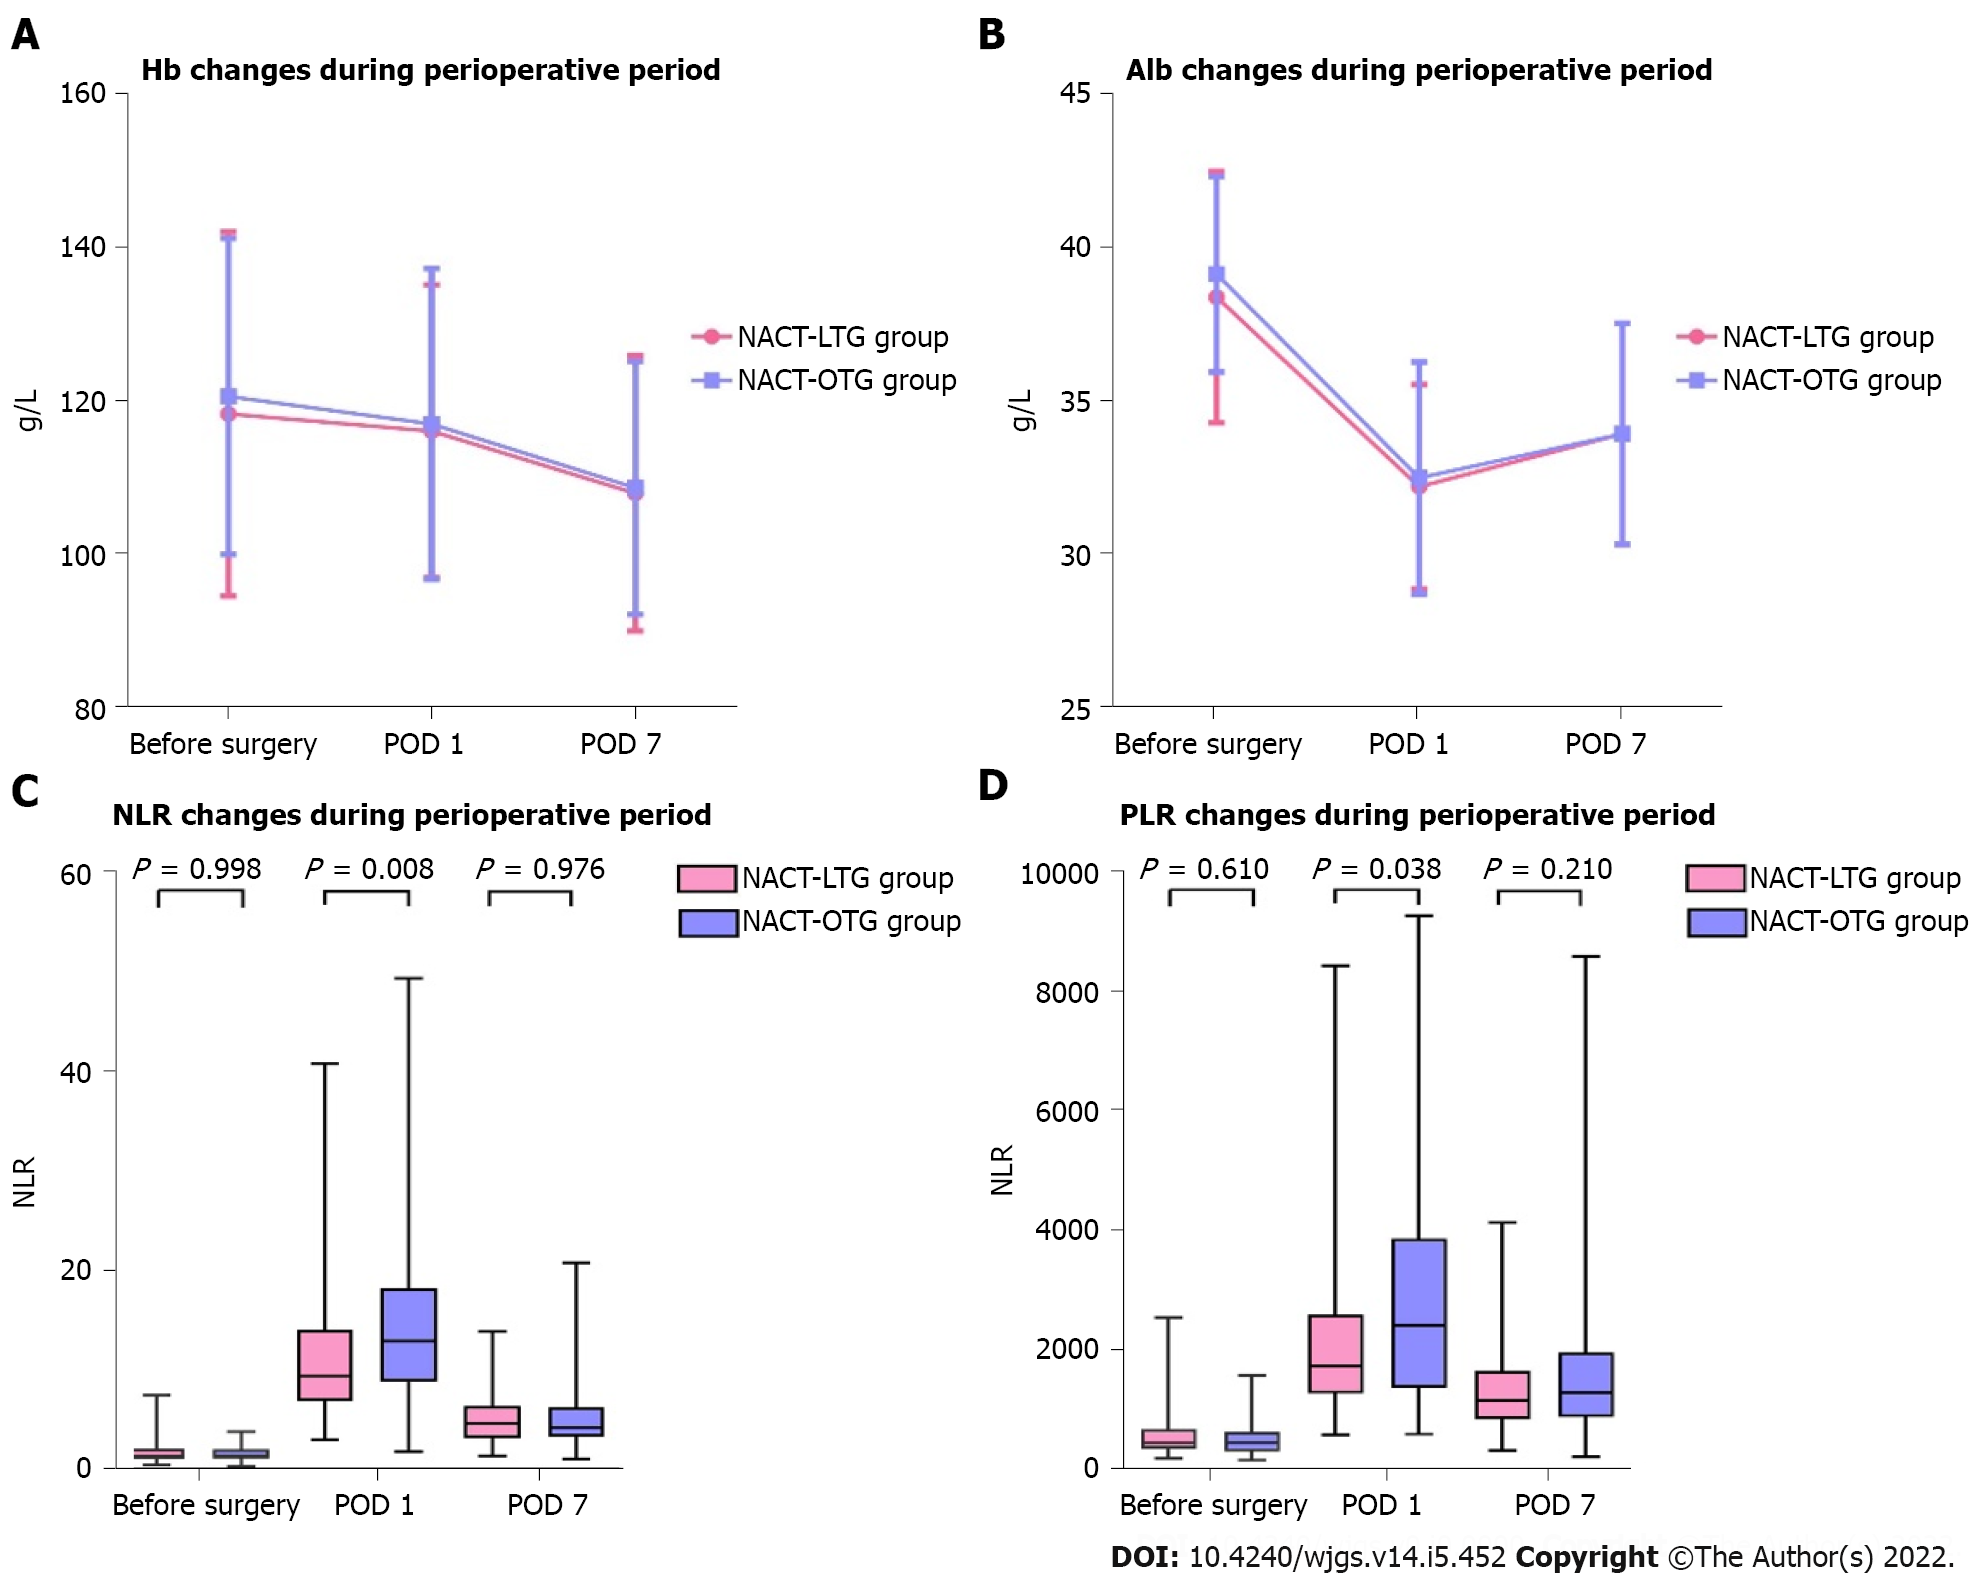 A
Hb changes during perioperative period
160
140
120
100
80
g/L
Before surgery
POD 1
POD 7
NACT-LTG group
NACT-OTG group
B
Alb changes during perioperative period
45
40
35
30
25
g/L
Before surgery
POD 1
POD 7
NACT-LTG group
NACT-OTG group
C
NLR changes during perioperative period
P = 0.998
P = 0.008
P = 0.976
60
40
20
0
NLR
Before surgery
POD 1
POD 7
NACT-LTG group
NACT-OTG group
D
PLR changes during perioperative period
P = 0.610
P = 0.038
P = 0.210
10000
8000
6000
4000
2000
0
NLR
Before surgery
POD 1
POD 7
NACT-LTG group
NACT-OTG group
DOI: 10.4240/wjgs.v14.i5.452 Copyright ©The Author(s) 2022.